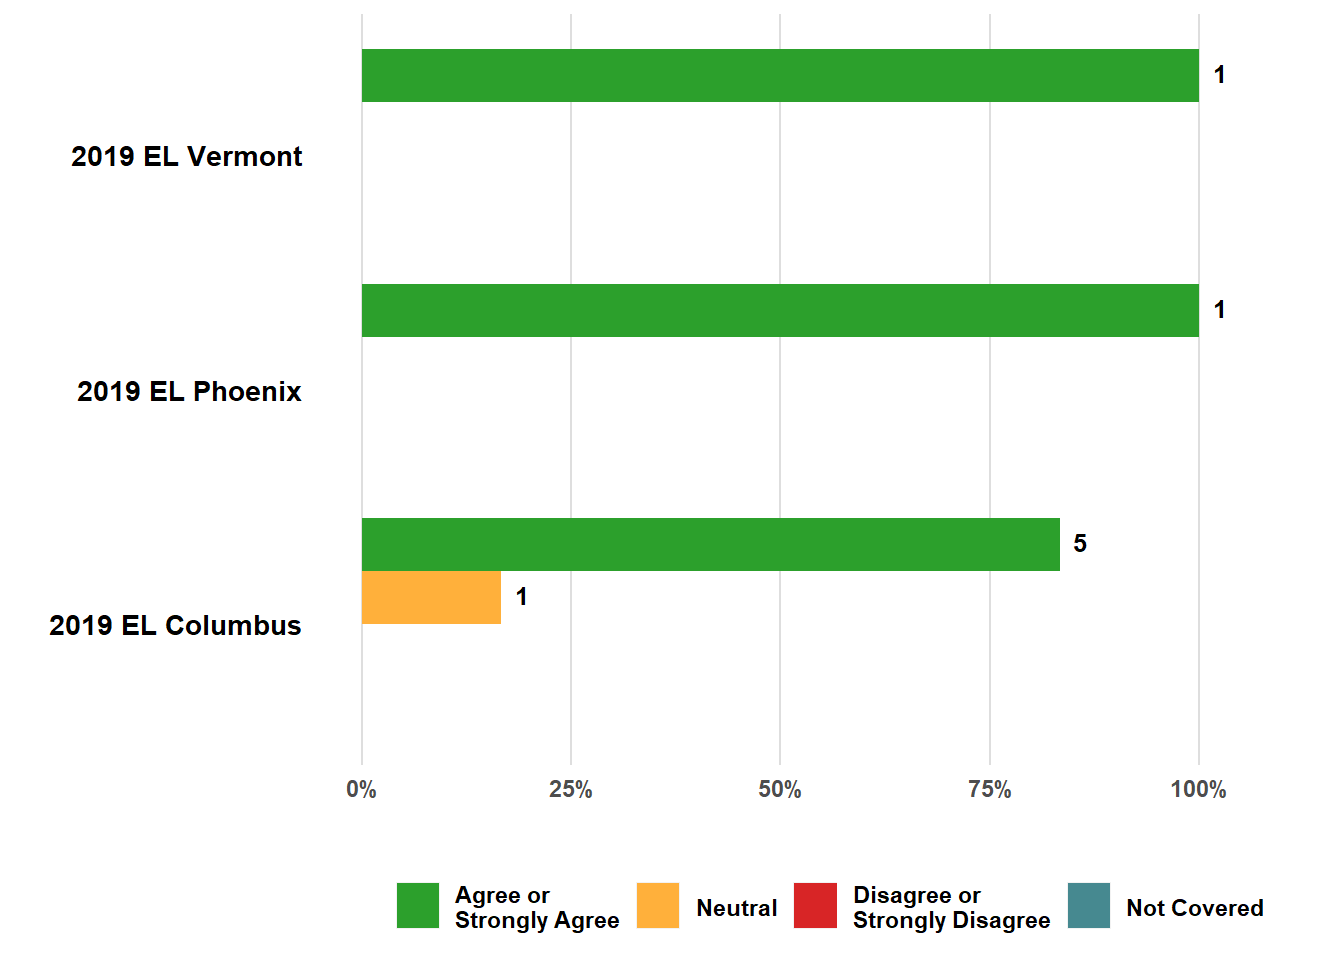 1
2019 EL Vermont
1
2019 EL Phoenix
5
1
2019 EL Columbus
0%
25%
50%
75%
100%
Agree or
Strongly Agree
Neutral
Disagree or
Strongly Disagree
Not Covered